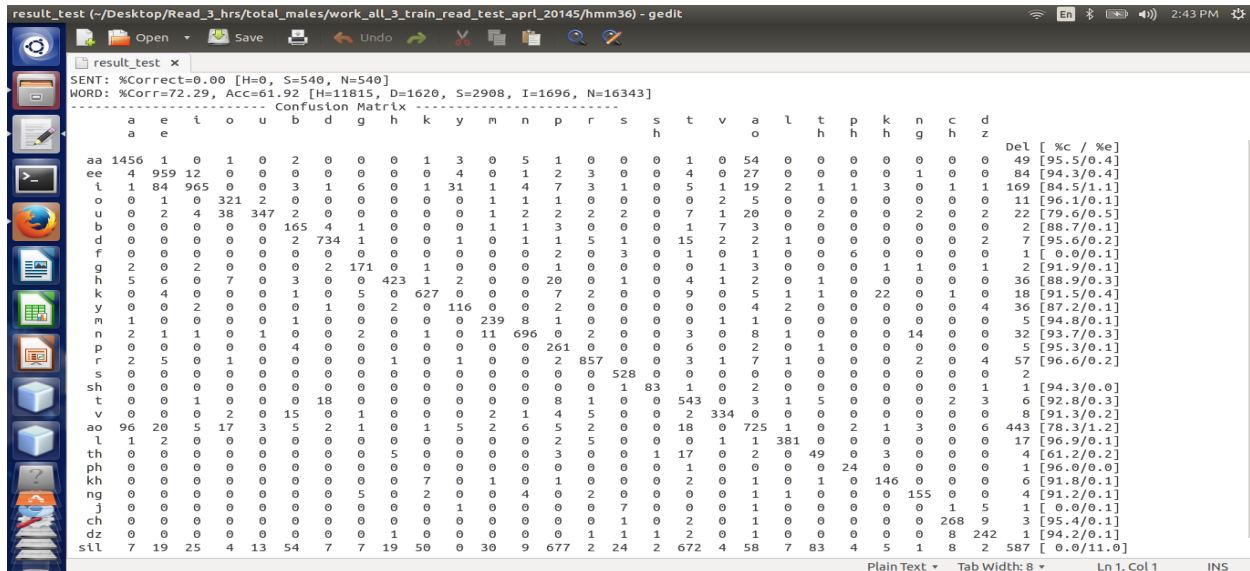 result_test (~/Desktop/Read_3_hrs/total_males/work_all_3_train_read_test_aprl_20145/hmm36) - gedit En 2:43 PM
Open Save Undo
result_test ×
SENT: %Correct=0.00 [H=0, S=540, N=540]
WORD: %Corr=72.29, Acc=61.92 [H=11815, D=1620, S=2908, I=1696, N=16343]
------------------------ Confusion Matrix -------------------------
a e i o u b d g h k y m n p r s s t v a l t p k n c d
a e h o h h h g h z
Del [ %c / %e]
aa 1456 1 0 1 0 2 0 0 0 1 3 0 5 1 0 0 0 1 0 54 0 0 0 0 0 0 0 49 [95.5/0.4]
ee 4 959 12 0 0 0 0 0 0 0 4 0 1 2 3 0 0 4 0 27 0 0 0 0 1 0 0 84 [94.3/0.4]
i 1 84 965 0 0 3 1 6 0 1 31 1 4 7 3 1 0 5 1 19 2 1 1 3 0 1 1 169 [84.5/1.1]
o 0 1 0 321 2 0 0 0 0 0 0 1 1 1 0 0 0 0 2 5 0 0 0 0 0 0 0 11 [96.1/0.1]
u 0 2 4 38 347 2 0 0 0 0 0 1 2 2 2 2 0 7 1 20 0 2 0 0 2 0 2 22 [79.6/0.5]
b 0 0 0 0 0 165 4 1 0 0 0 1 1 3 0 0 0 1 7 3 0 0 0 0 0 0 0 2 [88.7/0.1]
d 0 0 0 0 0 2 734 1 0 0 1 0 1 1 5 1 0 15 2 2 1 0 0 0 0 0 2 7 [95.6/0.2]
f 0 0 0 0 0 0 0 0 0 0 0 0 0 2 0 3 0 1 0 1 0 0 6 0 0 0 0 1 [ 0.0/0.1]
g 2 0 2 0 0 0 2 171 0 1 0 0 0 1 0 0 0 0 1 3 0 0 0 1 1 0 1 2 [91.9/0.1]
h 5 6 0 7 0 3 0 0 423 1 2 0 0 20 0 1 0 4 1 2 0 1 0 0 0 0 0 36 [88.9/0.3]
k 0 4 0 0 0 1 0 5 0 627 0 0 0 7 2 0 0 9 0 5 1 1 0 22 0 1 0 18 [91.5/0.4]
y 0 0 2 0 0 0 1 0 2 0 116 0 0 2 0 0 0 0 0 4 2 0 0 0 0 0 4 36 [87.2/0.1]
m 1 0 0 0 0 1 0 0 0 0 0 239 8 1 0 0 0 0 1 1 0 0 0 0 0 0 0 5 [94.8/0.1]
n 2 1 1 0 1 0 0 2 0 1 0 11 696 0 2 0 0 3 0 8 1 0 0 0 14 0 0 32 [93.7/0.3]
p 0 0 0 0 0 4 0 0 0 0 0 0 0 261 0 0 0 6 0 2 0 1 0 0 0 0 0 5 [95.3/0.1]
r 2 5 0 1 0 0 0 0 1 0 1 0 0 2 857 0 0 3 1 7 1 0 0 0 2 0 4 57 [96.6/0.2]
s 0 0 0 0 0 0 0 0 0 0 0 0 0 0 0 528 0 0 0 0 0 0 0 0 0 0 0 2
sh 0 0 0 0 0 0 0 0 0 0 0 0 0 0 0 1 83 1 0 2 0 0 0 0 0 0 1 1 [94.3/0.0]
t 0 0 1 0 0 0 18 0 0 0 0 0 0 8 1 0 0 543 0 3 1 5 0 0 0 2 3 6 [92.8/0.3]
v 0 0 0 2 0 15 0 1 0 0 0 2 1 4 5 0 0 2 334 0 0 0 0 0 0 0 0 8 [91.3/0.2]
ao 96 20 5 17 3 5 2 1 0 1 5 2 6 5 2 0 0 18 0 725 1 0 2 1 3 0 6 443 [78.3/1.2]
l 1 2 0 0 0 0 0 0 0 0 0 0 0 2 5 0 0 0 1 1 381 0 0 0 0 0 0 17 [96.9/0.1]
th 0 0 0 0 0 0 0 0 5 0 0 0 0 3 0 0 1 17 0 2 0 49 0 3 0 0 0 4 [61.2/0.2]
ph 0 0 0 0 0 0 0 0 0 0 0 0 0 0 0 0 0 1 0 0 0 0 24 0 0 0 0 1 [96.0/0.0]
kh 0 0 0 0 0 0 0 0 0 7 0 1 0 1 0 0 0 2 0 1 0 1 0 146 0 0 0 6 [91.8/0.1]
ng 0 0 0 0 0 0 0 5 0 2 0 0 4 0 2 0 0 0 0 1 1 0 0 0 155 0 0 4 [91.2/0.1]
j 0 0 0 0 0 0 0 0 0 0 1 0 0 0 0 7 0 0 0 1 0 0 0 0 0 1 5 1 [ 0.0/0.1]
ch 0 0 0 0 0 0 0 0 0 0 0 0 0 0 0 1 0 2 0 1 0 0 0 0 0 268 9 3 [95.4/0.1]
dz 0 0 0 0 0 0 0 0 1 0 0 0 0 0 1 1 1 2 0 1 0 0 0 0 0 8 242 1 [94.2/0.1]
sil 7 19 25 4 13 54 7 7 19 50 0 30 9 677 2 24 2 672 4 58 7 83 4 5 1 8 2 587 [ 0.0/11.0]
Plain Text Tab Width: 8 Ln 1, Col 1 INS